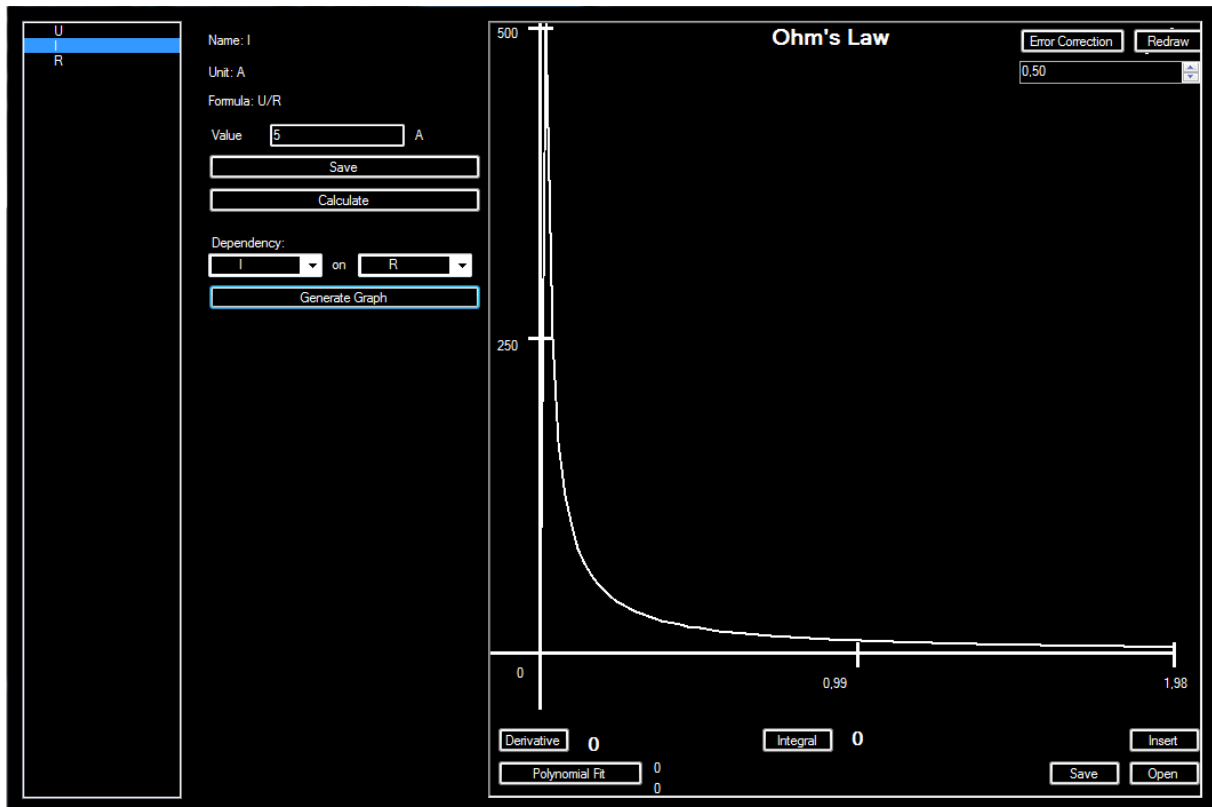 U
I
R
Name: I
Unit: A
Formula: U/R
Value 5 A
Save
Calculate
Dependency:
I on R
Generate Graph
Ohm's Law
Error Correction Redraw
0,50
500
250
0
0,99 1,98
Derivative 0 Integral 0 Insert
Polynomial Fit 0
0
Save Open